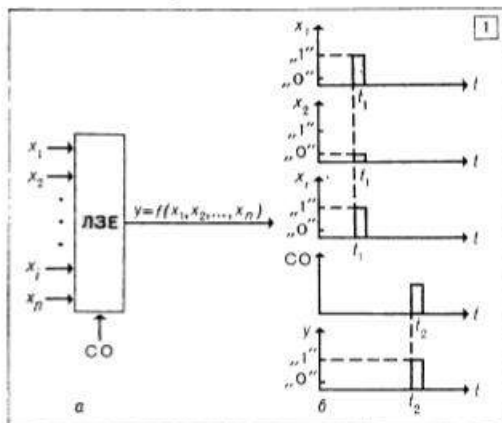 1
x₁
x₂
xᵢ
xₙ
ЛЗЕ
y=f(x₁,x₂,...,xₙ)
CO
а
x₁
„1"
„0"
t₁
t
x₂
„1"
„0"
t₁
t
xᵢ
„1"
„0"
t₁
t
CO
t₂
t
y
„1"
„0"
t₂
t
б